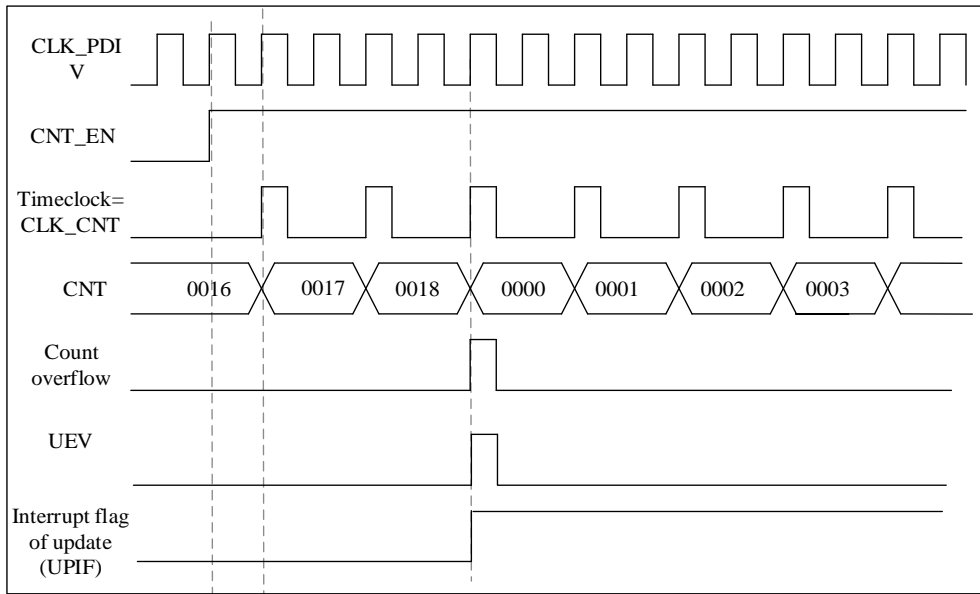 CLK_PDI
V
CNT_EN
Timeclock=
CLK_CNT
CNT
0016 0017 0018 0000 0001 0002 0003
Count
overflow
UEV
Interrupt flag
of update
(UPIF)